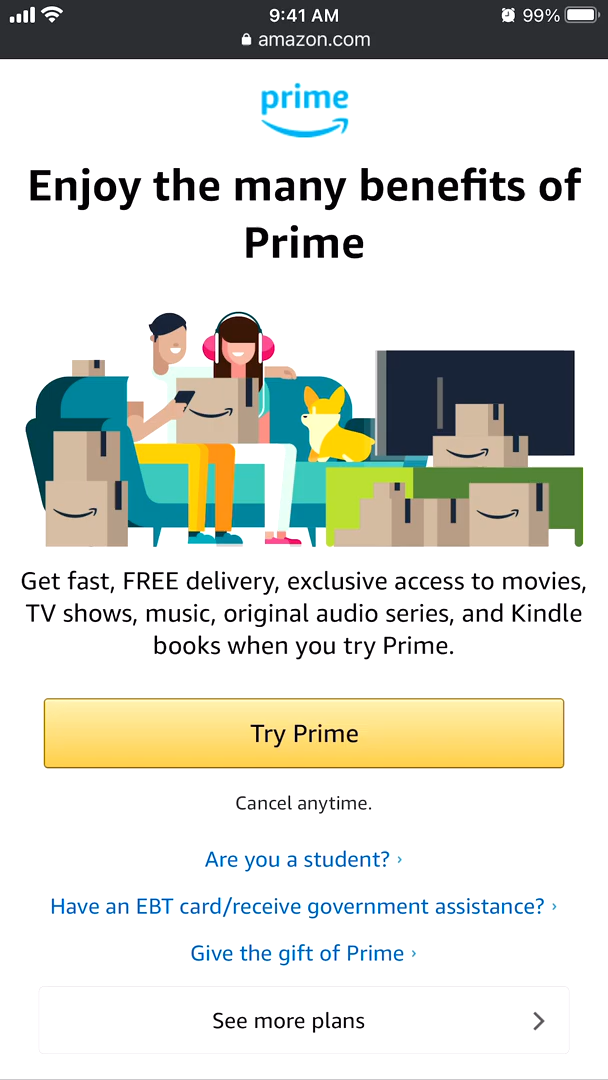 9:41 AM
99%
amazon.com
prime
Enjoy the many benefits of
Prime
Get fast, FREE delivery, exclusive access to movies,
TV shows, music, original audio series, and Kindle
books when you try Prime.
Try Prime
Cancel anytime.
Are you a student? ›
Have an EBT card/receive government assistance? ›
Give the gift of Prime ›
See more plans